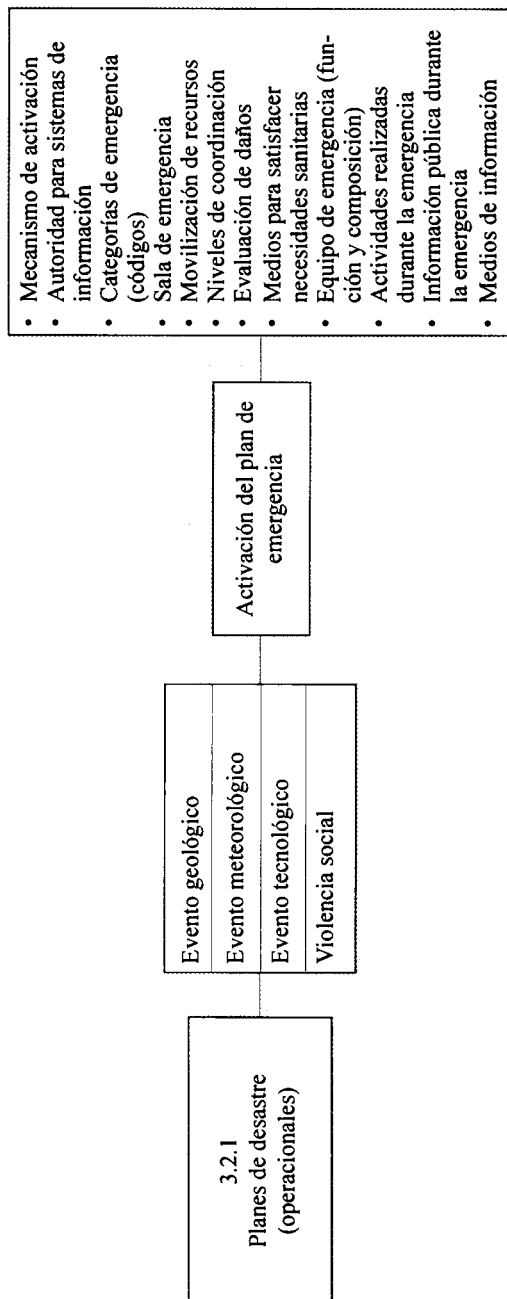 3.2.1
Planes de desastre
(operacionales)
Evento geológico
Evento meteorológico
Evento tecnológico
Violencia social
Activación del plan de
emergencia
• Mecanismo de activación
• Autoridad para sistemas de
información
• Categorías de emergencia
(códigos)
• Sala de emergencia
• Movilización de recursos
• Niveles de coordinación
• Evaluación de daños
• Medios para satisfacer
necesidades sanitarias
• Equipo de emergencia (fun-
ción y composición)
• Actividades realizadas
durante la emergencia
• Información pública durante
la emergencia
• Medios de información